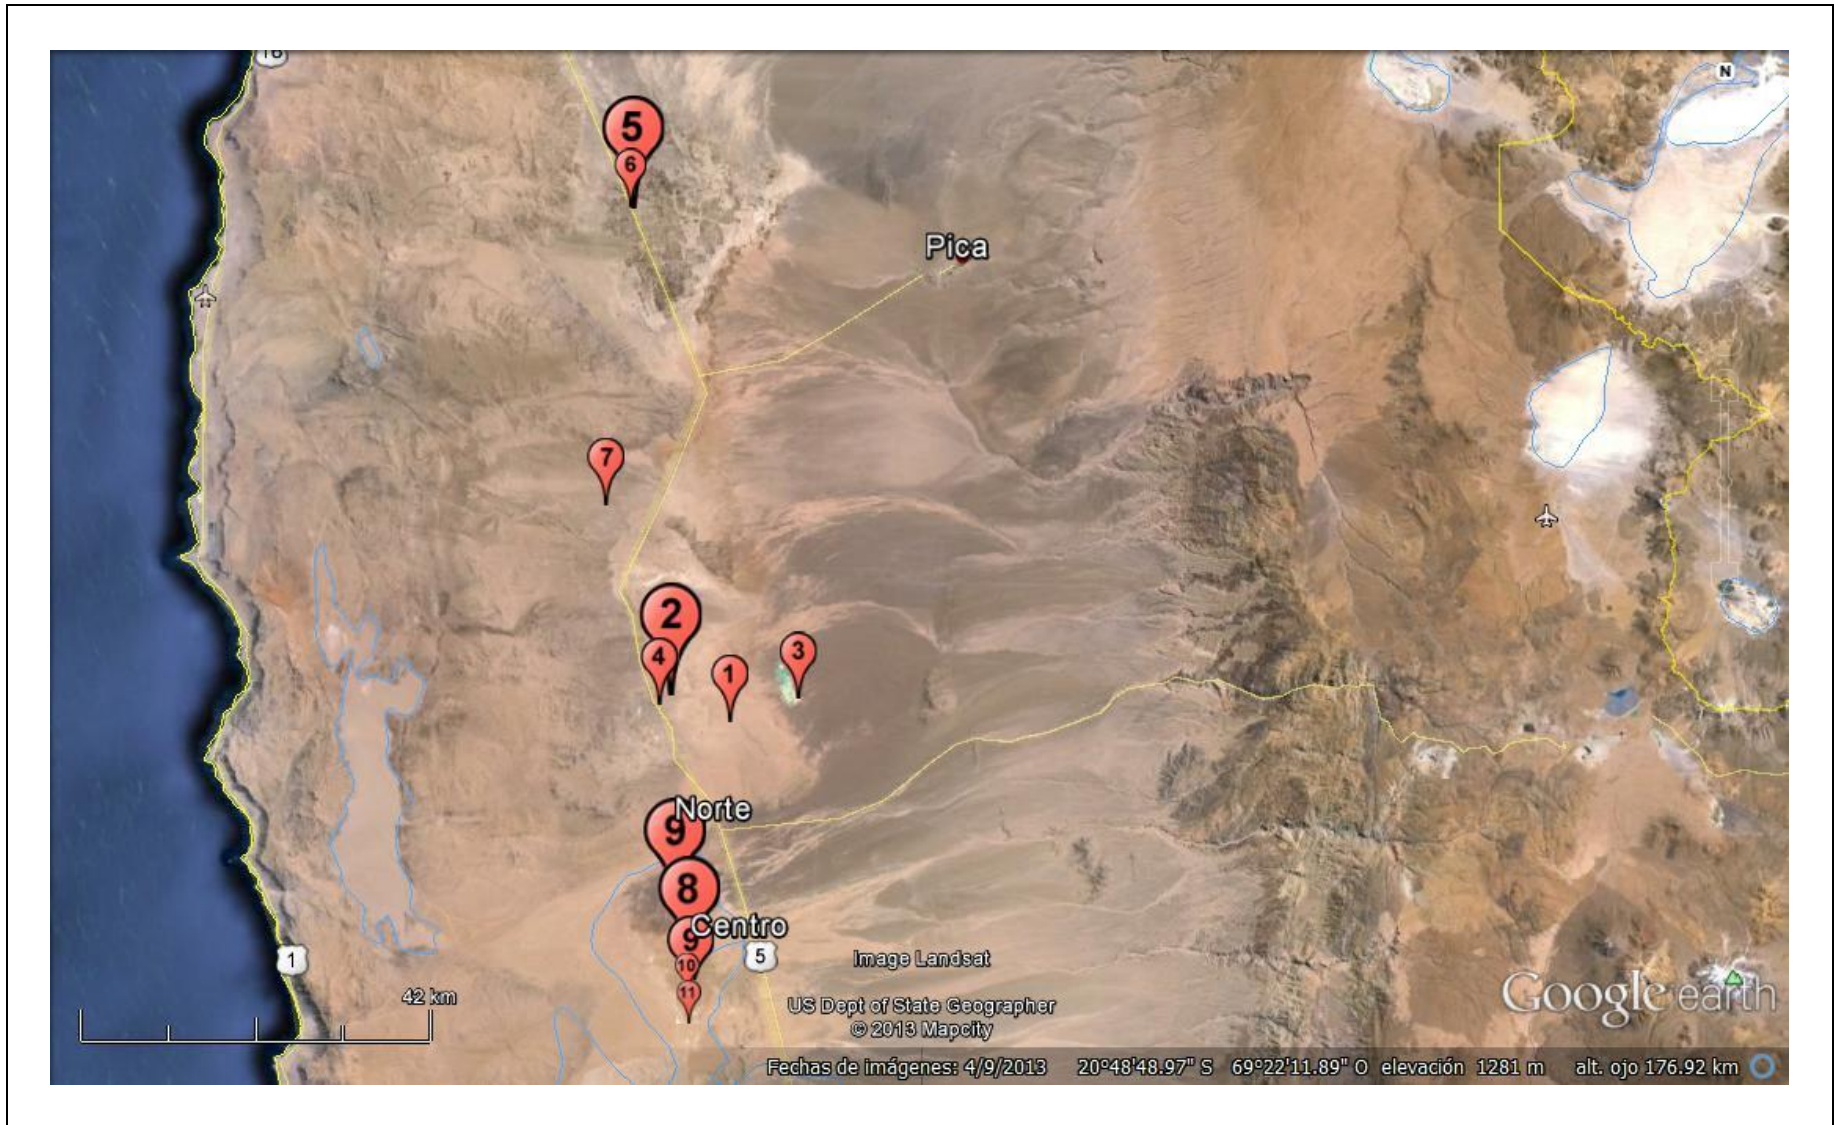 16
N
5
6
Pica
7
2
4
1
3
Norte
9
8
Centro
9
10
5
1
11
Image Landsat
42 km
US Dept of State Geographer
© 2013 Mapcity
Google earth
Fechas de imágenes: 4/9/2013 20°48'48.97" S 69°22'11.89" O elevación 1281 m alt. ojo 176.92 km